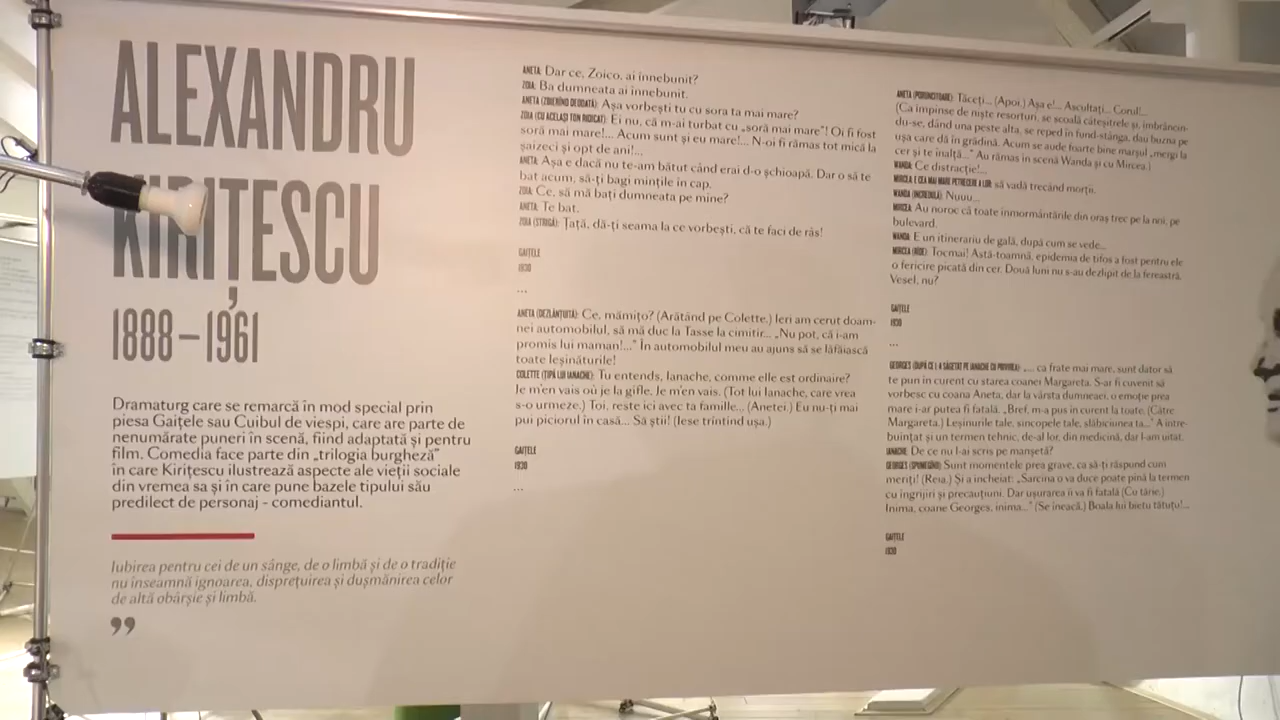 ALEXANDRU
KIRIȚESCU
1888 – 1961
Dramaturg care se remarcă în mod special prin
piesa Gaițele sau Cuibul de viespi, care are parte de
nenumărate puneri în scenă, fiind adaptată și pentru
film. Comedia face parte din „trilogia burgheză”
în care Kirițescu ilustrează aspecte ale vieții sociale
din vremea sa și în care pune bazele tipului său
predilect de personaj - comediantul.
Iubirea pentru cei de un sânge, de o limbă și de o tradiție
nu înseamnă ignoarea, disprețuirea și dușmănirea celor
de altă obârșie și limbă.
”
ANETA: Dar ce, Zoico, ai înnebunit?
ZOIA: Ba dumneata ai înnebunit.
ANETA (ZBIERÎND DEODATĂ): Așa vorbești tu cu sora ta mai mare?
ZOIA (CU ACELAȘI TON RIDICAT): Ei nu, că m-ai turbat cu „soră mai mare”! Oi fi fost
soră mai mare!... Acum sunt și eu mare!... N-oi fi rămas tot mică la
șaizeci și opt de ani!...
ANETA: Așa e dacă nu te-am bătut când erai d-o șchioapă. Dar o să te
bat acum, să-ți bagi mințile în cap.
ZOIA: Ce, să mă bați dumneata pe mine?
ANETA: Te bat.
ZOIA (STRIGĂ): Țață, dă-ți seama la ce vorbești, că te faci de râs!
GAIȚELE
1930
...
ANETA (DEZLĂNȚUITĂ): Ce, mămițo? (Arătând pe Colette.) Ieri am cerut doam-
nei automobilul, să mă duc la Tasse la cimitir... „Nu pot, că i-am
promis lui maman!...” În automobilul meu au ajuns să se lăfăiască
toate leșinăturile!
COLETTE (ȚIPĂ LUI IANACHE): Tu entends, Ianache, comme elle est ordinaire?
Je m'en vais où je la gifle. Je m'en vais. (Tot lui Ianache, care vrea
s-o urmeze.) Toi, reste ici avec ta famille... (Anetei.) Eu nu-ți mai
pui piciorul în casă... Să știi! (Iese trîntind ușa.)
GAIȚELE
1930
...
ANETA (PORUNCITOARE): Tăceți... (Apoi.) Așa e!... Ascultați... Corul!...
(Ca împinse de niște resorturi, se scoală câteșitrele și, îmbrâncin-
du-se, dând una peste alta, se reped în fund-stânga, dau buzna pe
ușa care dă în grădină. Acum se aude foarte bine marșul „mergi la
cer și te înalță...” Au rămas în scenă Wanda și cu Mircea.)
WANDA: Ce distracție!...
MIRCEA: E CEA MAI MARE PETRECERE A LOR: să vadă trecând morții.
WANDA (INCREDULĂ): Nuuu...
MIRCEA: Au noroc că toate înmormântările din oraș trec pe la noi, pe
bulevard.
WANDA: E un itinerariu de gală, după cum se vede...
MIRCEA (RÎDE): Tocmai! Astă-toamnă, epidemia de tifos a fost pentru ele
o fericire picată din cer. Două luni nu s-au dezlipit de la fereastră.
Vesel, nu?
GAIȚELE
1930
...
GEORGES (DUPĂ CE L-A SĂGETAT PE IANACHE CU PRIVIREA): „... ca frate mai mare, sunt dator să
te pun în curent cu starea coanei Margareta. S-ar fi cuvenit să
vorbesc cu coana Aneta, dar la vârsta dumneaei, o emoție prea
mare i-ar putea fi fatală. „Bref, m-a pus în curent la toate. (Către
Margareta.) Leșinurile tale, sincopele tale, slăbiciunea ta...” A între-
buințat și un termen tehnic, de-al lor, din medicină, dar l-am uitat.
IANACHE: De ce nu l-ai scris pe manșetă?
GEORGES: Sunt momentele prea grave, ca să-ți răspund cum
meriți! (Reia.) Și a încheiat: „Sarcina o va duce poate pînă la termen
cu îngrijiri și precauțiuni. Dar ușurarea îi va fi fatală (Cu tărie.)
Inima, coane Georges, inima...” (Se îneacă.) Boala lui bietu tătuțu!...
GAIȚELE
1930